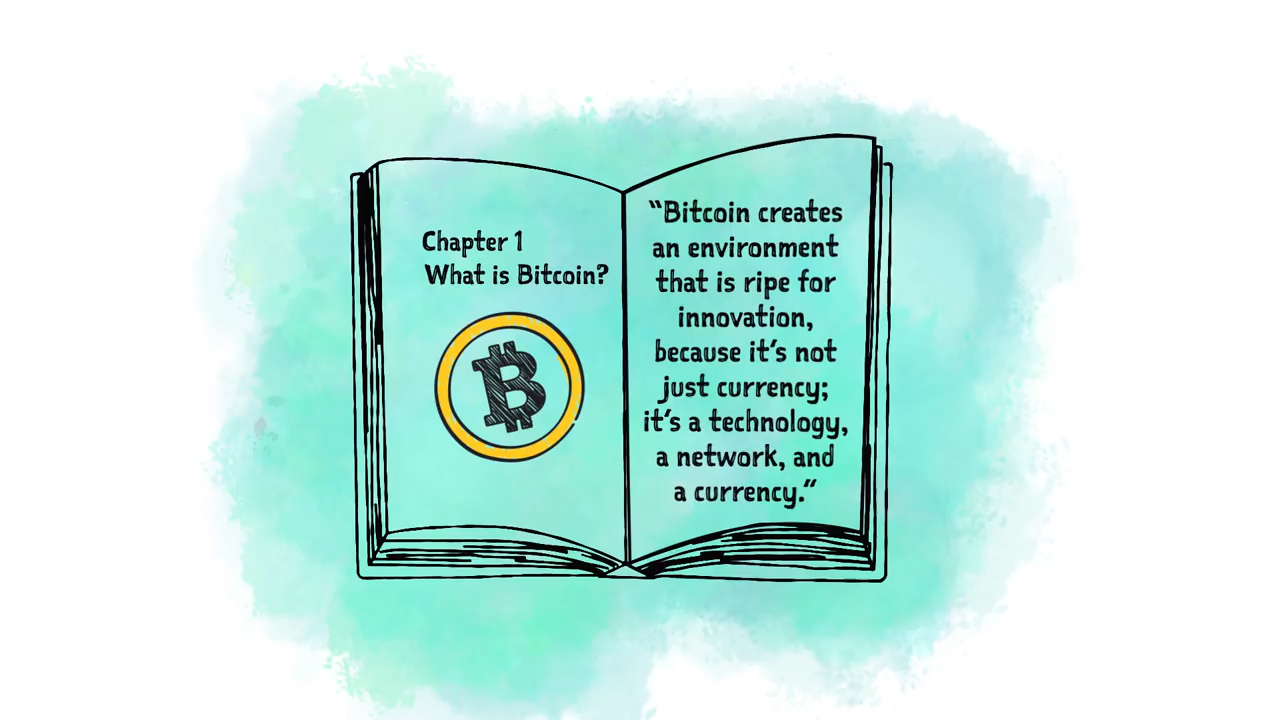 Chapter 1
What is Bitcoin?
“Bitcoin creates
an environment
that is ripe for
innovation,
because it’s not
just currency;
it’s a technology,
a network, and
a currency.”